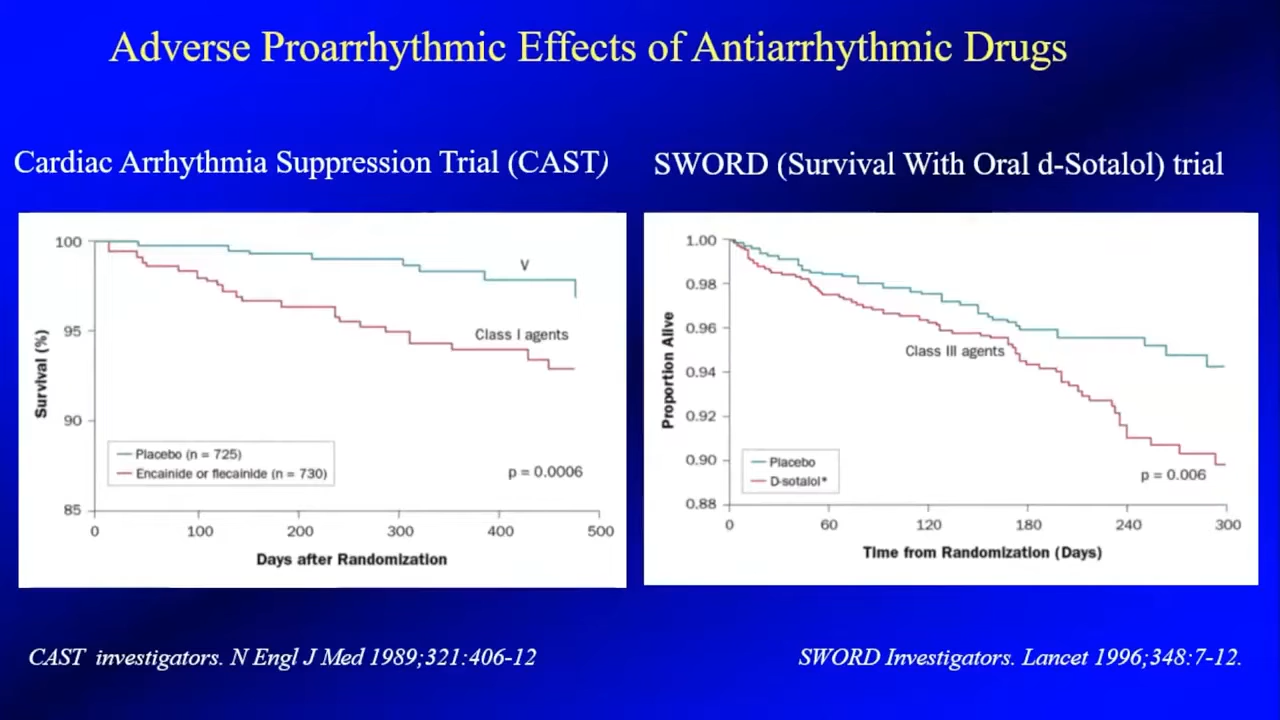 Adverse Proarrhythmic Effects of Antiarrhythmic Drugs
Cardiac Arrhythmia Suppression Trial (CAST)
SWORD (Survival With Oral d-Sotalol) trial
100
95
90
85
Survival (%)
V
Class I agents
Placebo (n = 725)
Encainide or flecainide (n = 730)
p = 0.0006
0 100 200 300 400 500
Days after Randomization
1.00
0.98
0.96
0.94
0.92
0.90
0.88
Proportion Alive
Class III agents
Placebo
D-sotalol*
p = 0.006
0 60 120 180 240 300
Time from Randomization (Days)
CAST investigators. N Engl J Med 1989;321:406-12
SWORD Investigators. Lancet 1996;348:7-12.